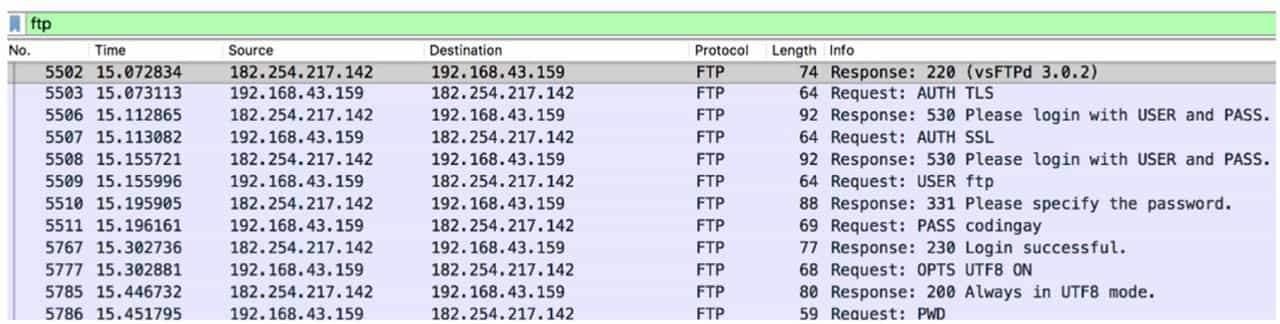 ftp
No. Time Source Destination Protocol Length Info
5502 15.072834 182.254.217.142 192.168.43.159 FTP 74 Response: 220 (vsFTPd 3.0.2)
5503 15.073113 192.168.43.159 182.254.217.142 FTP 64 Request: AUTH TLS
5506 15.112865 182.254.217.142 192.168.43.159 FTP 92 Response: 530 Please login with USER and PASS.
5507 15.113082 192.168.43.159 182.254.217.142 FTP 64 Request: AUTH SSL
5508 15.155721 182.254.217.142 192.168.43.159 FTP 92 Response: 530 Please login with USER and PASS.
5509 15.155996 192.168.43.159 182.254.217.142 FTP 64 Request: USER ftp
5510 15.195905 182.254.217.142 192.168.43.159 FTP 88 Response: 331 Please specify the password.
5511 15.196161 192.168.43.159 182.254.217.142 FTP 69 Request: PASS codingay
5767 15.302736 182.254.217.142 192.168.43.159 FTP 77 Response: 230 Login successful.
5777 15.302881 192.168.43.159 182.254.217.142 FTP 68 Request: OPTS UTF8 ON
5785 15.446732 182.254.217.142 192.168.43.159 FTP 80 Response: 200 Always in UTF8 mode.
5786 15.451795 192.168.43.159 182.254.217.142 FTP 59 Request: PWD